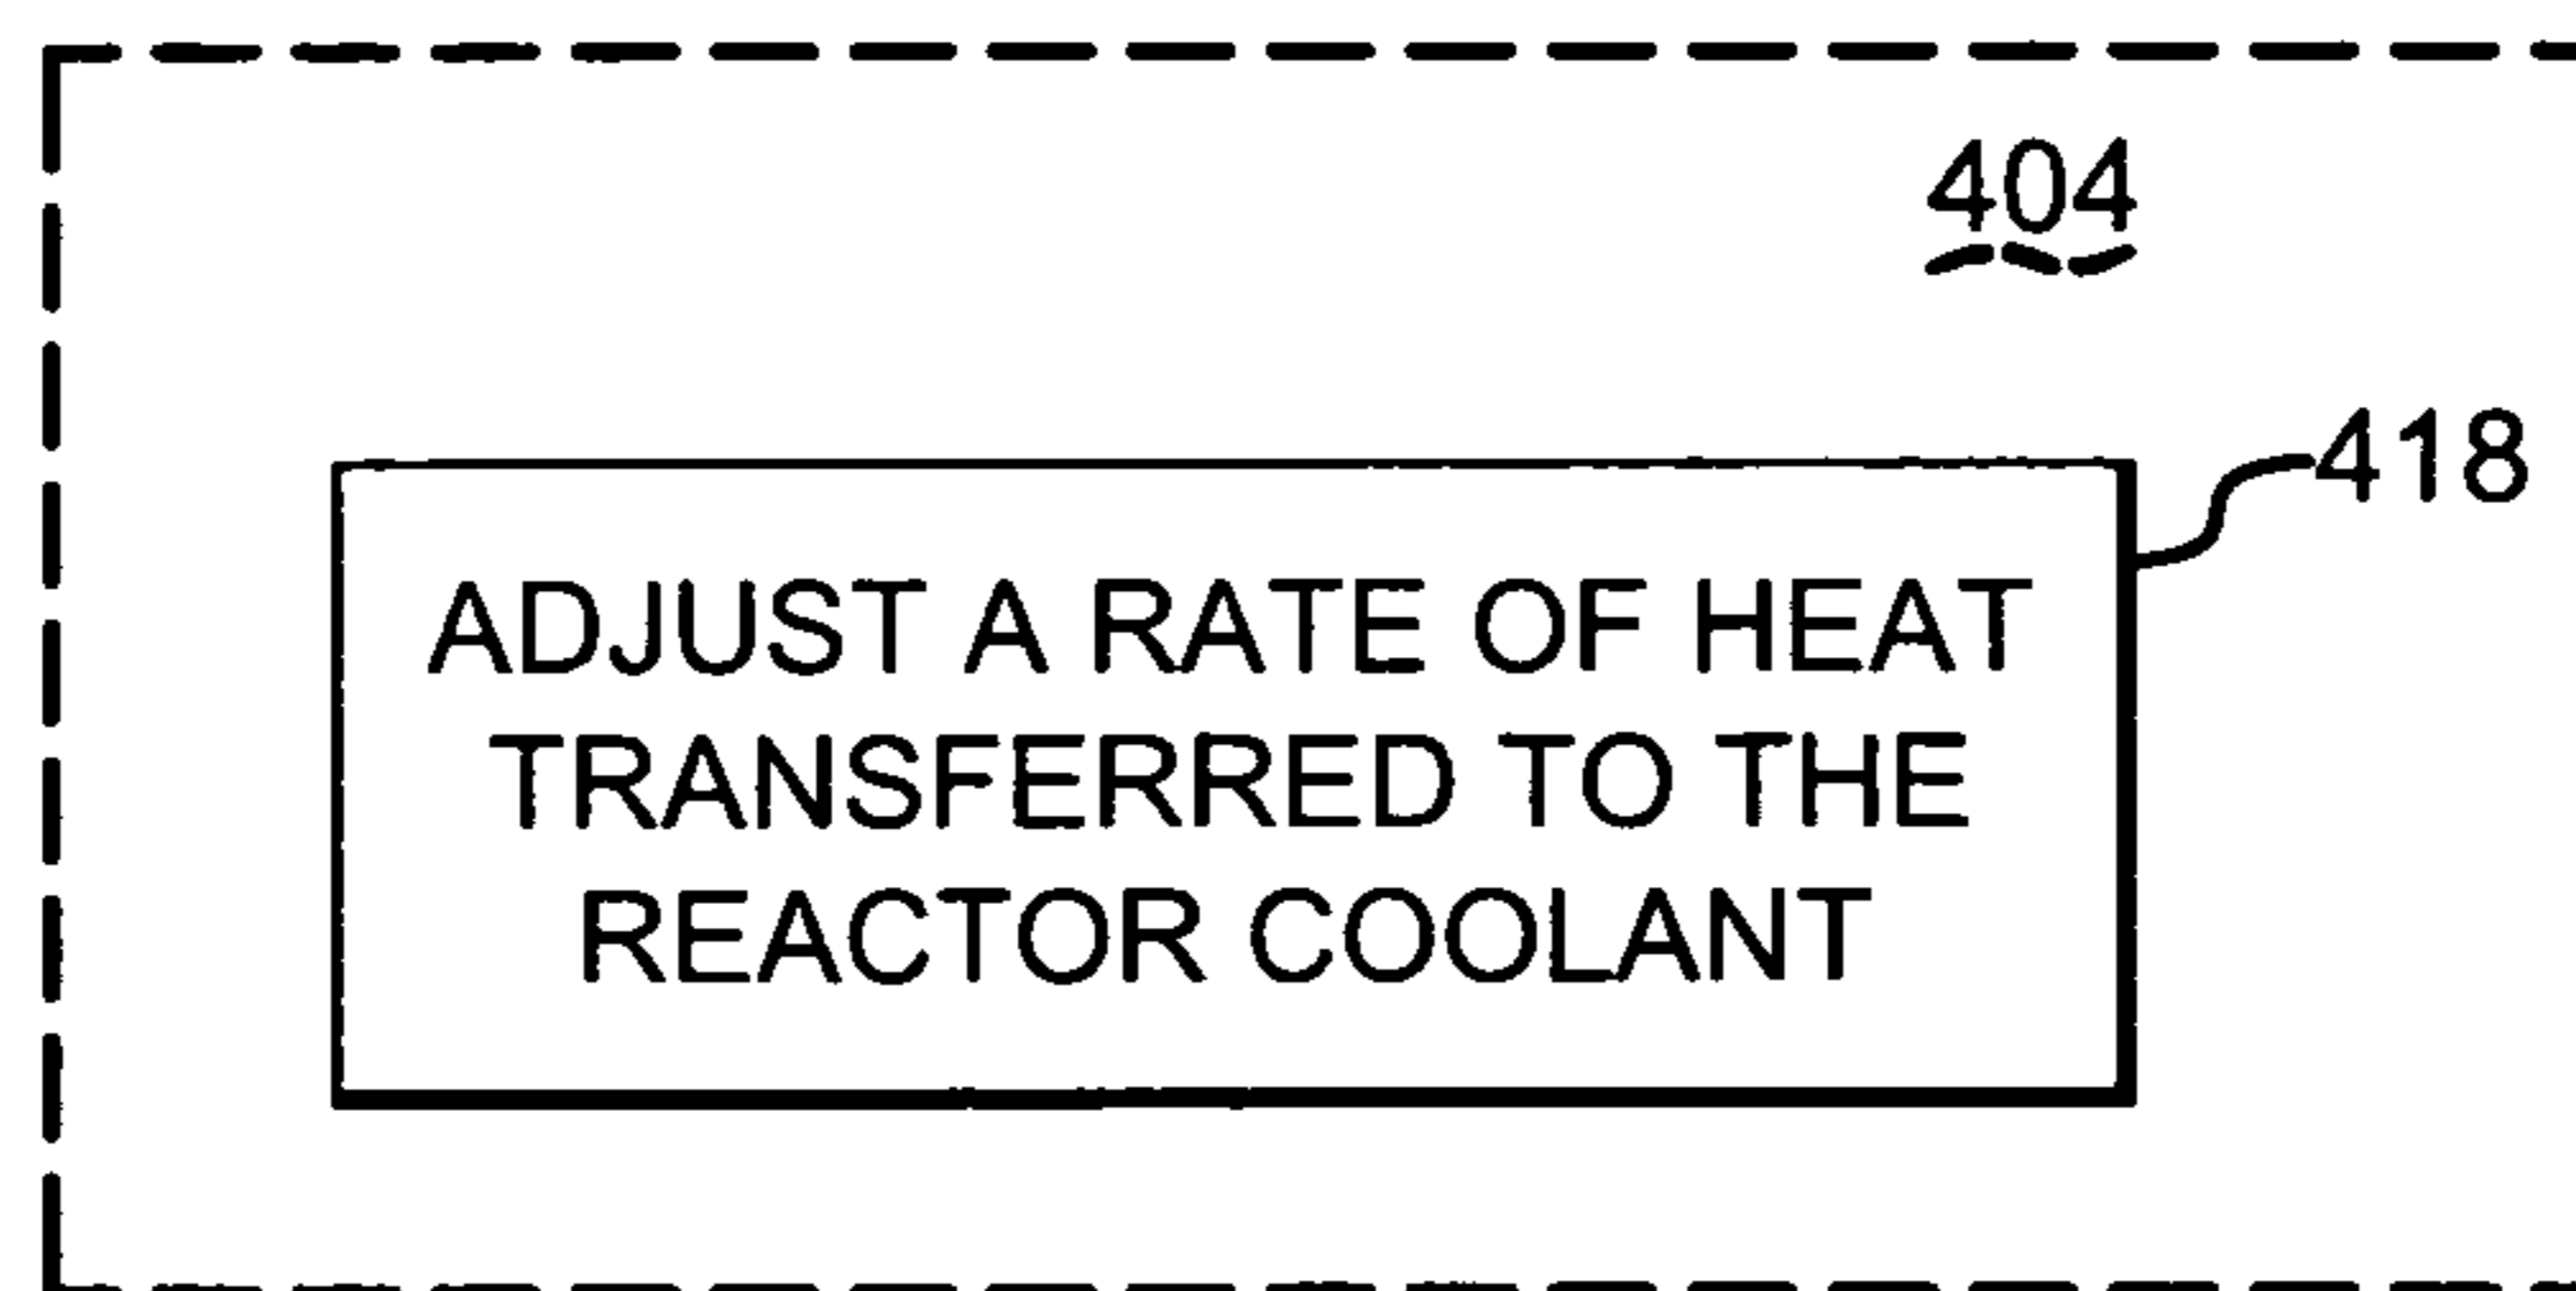 404
418
ADJUST A RATE OF HEAT
TRANSFERRED TO THE
REACTOR COOLANT